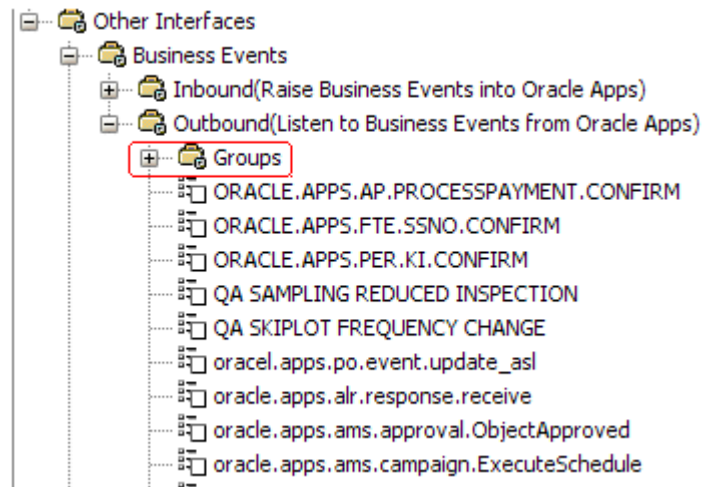 Other Interfaces
Business Events
Inbound(Raise Business Events into Oracle Apps)
Outbound(Listen to Business Events from Oracle Apps)
Groups
ORACLE.APPS.AP.PROCESSPAYMENT.CONFIRM
ORACLE.APPS.FTE.SSNO.CONFIRM
ORACLE.APPS.PER.KI.CONFIRM
QA SAMPLING REDUCED INSPECTION
QA SKIPLOT FREQUENCY CHANGE
oracel.apps.po.event.update_asl
oracle.apps.alr.response.receive
oracle.apps.ams.approval.ObjectApproved
oracle.apps.ams.campaign.ExecuteSchedule